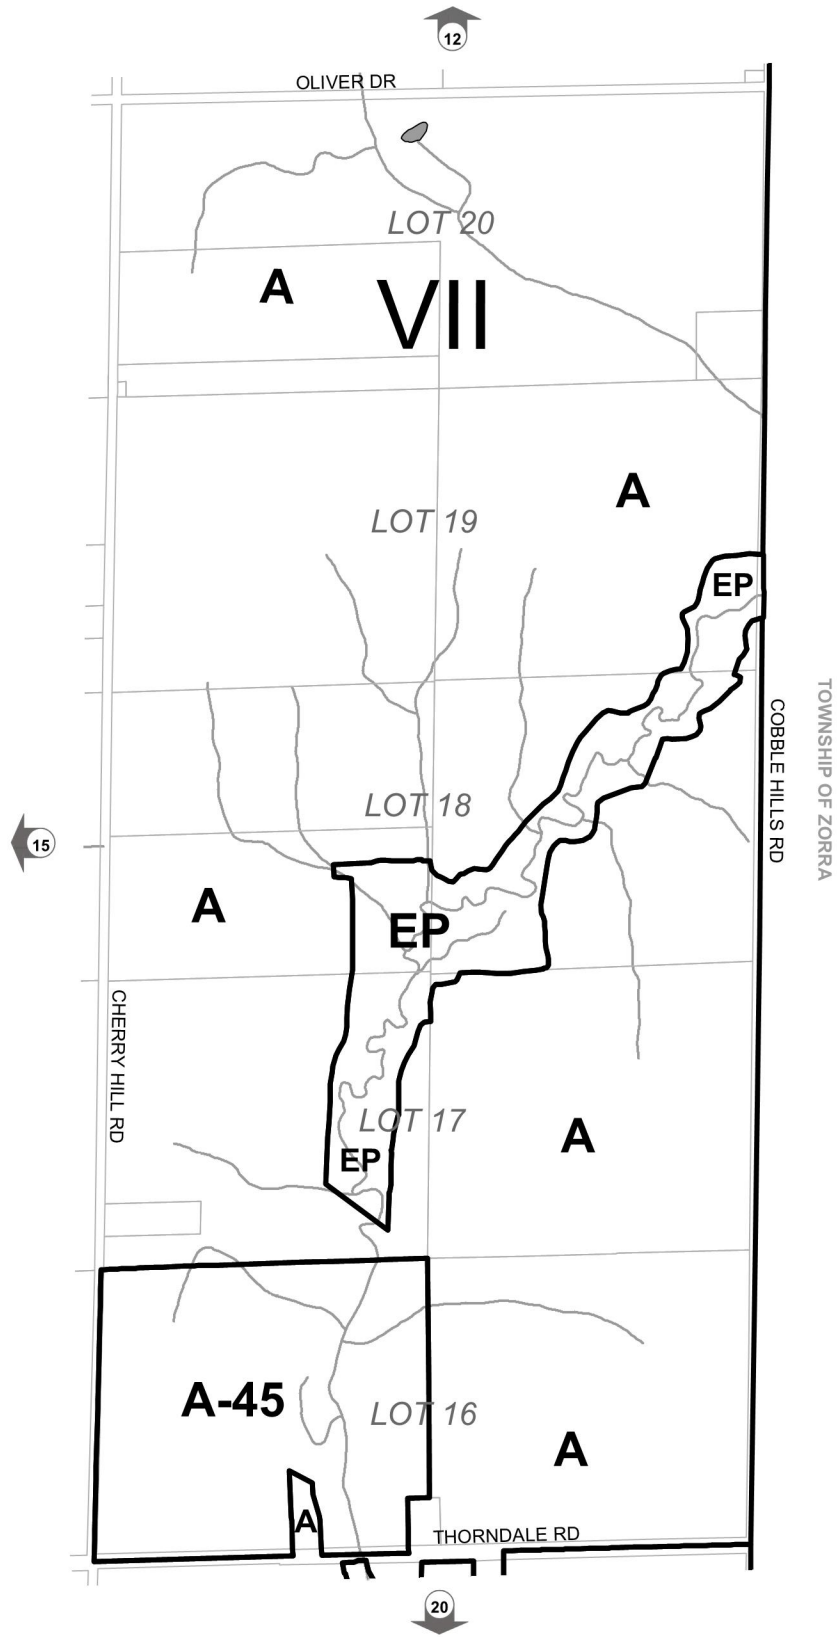 12
OLIVER DR
LOT 20
A
VII
A
LOT 19
EP
TOWNSHIP OF ZORRA
COBBLE HILLS RD
LOT 18
15
A
EP
CHERRY HILL RD
LOT 17
A
EP
A-45
LOT 16
A
A
THORNDALE RD
20